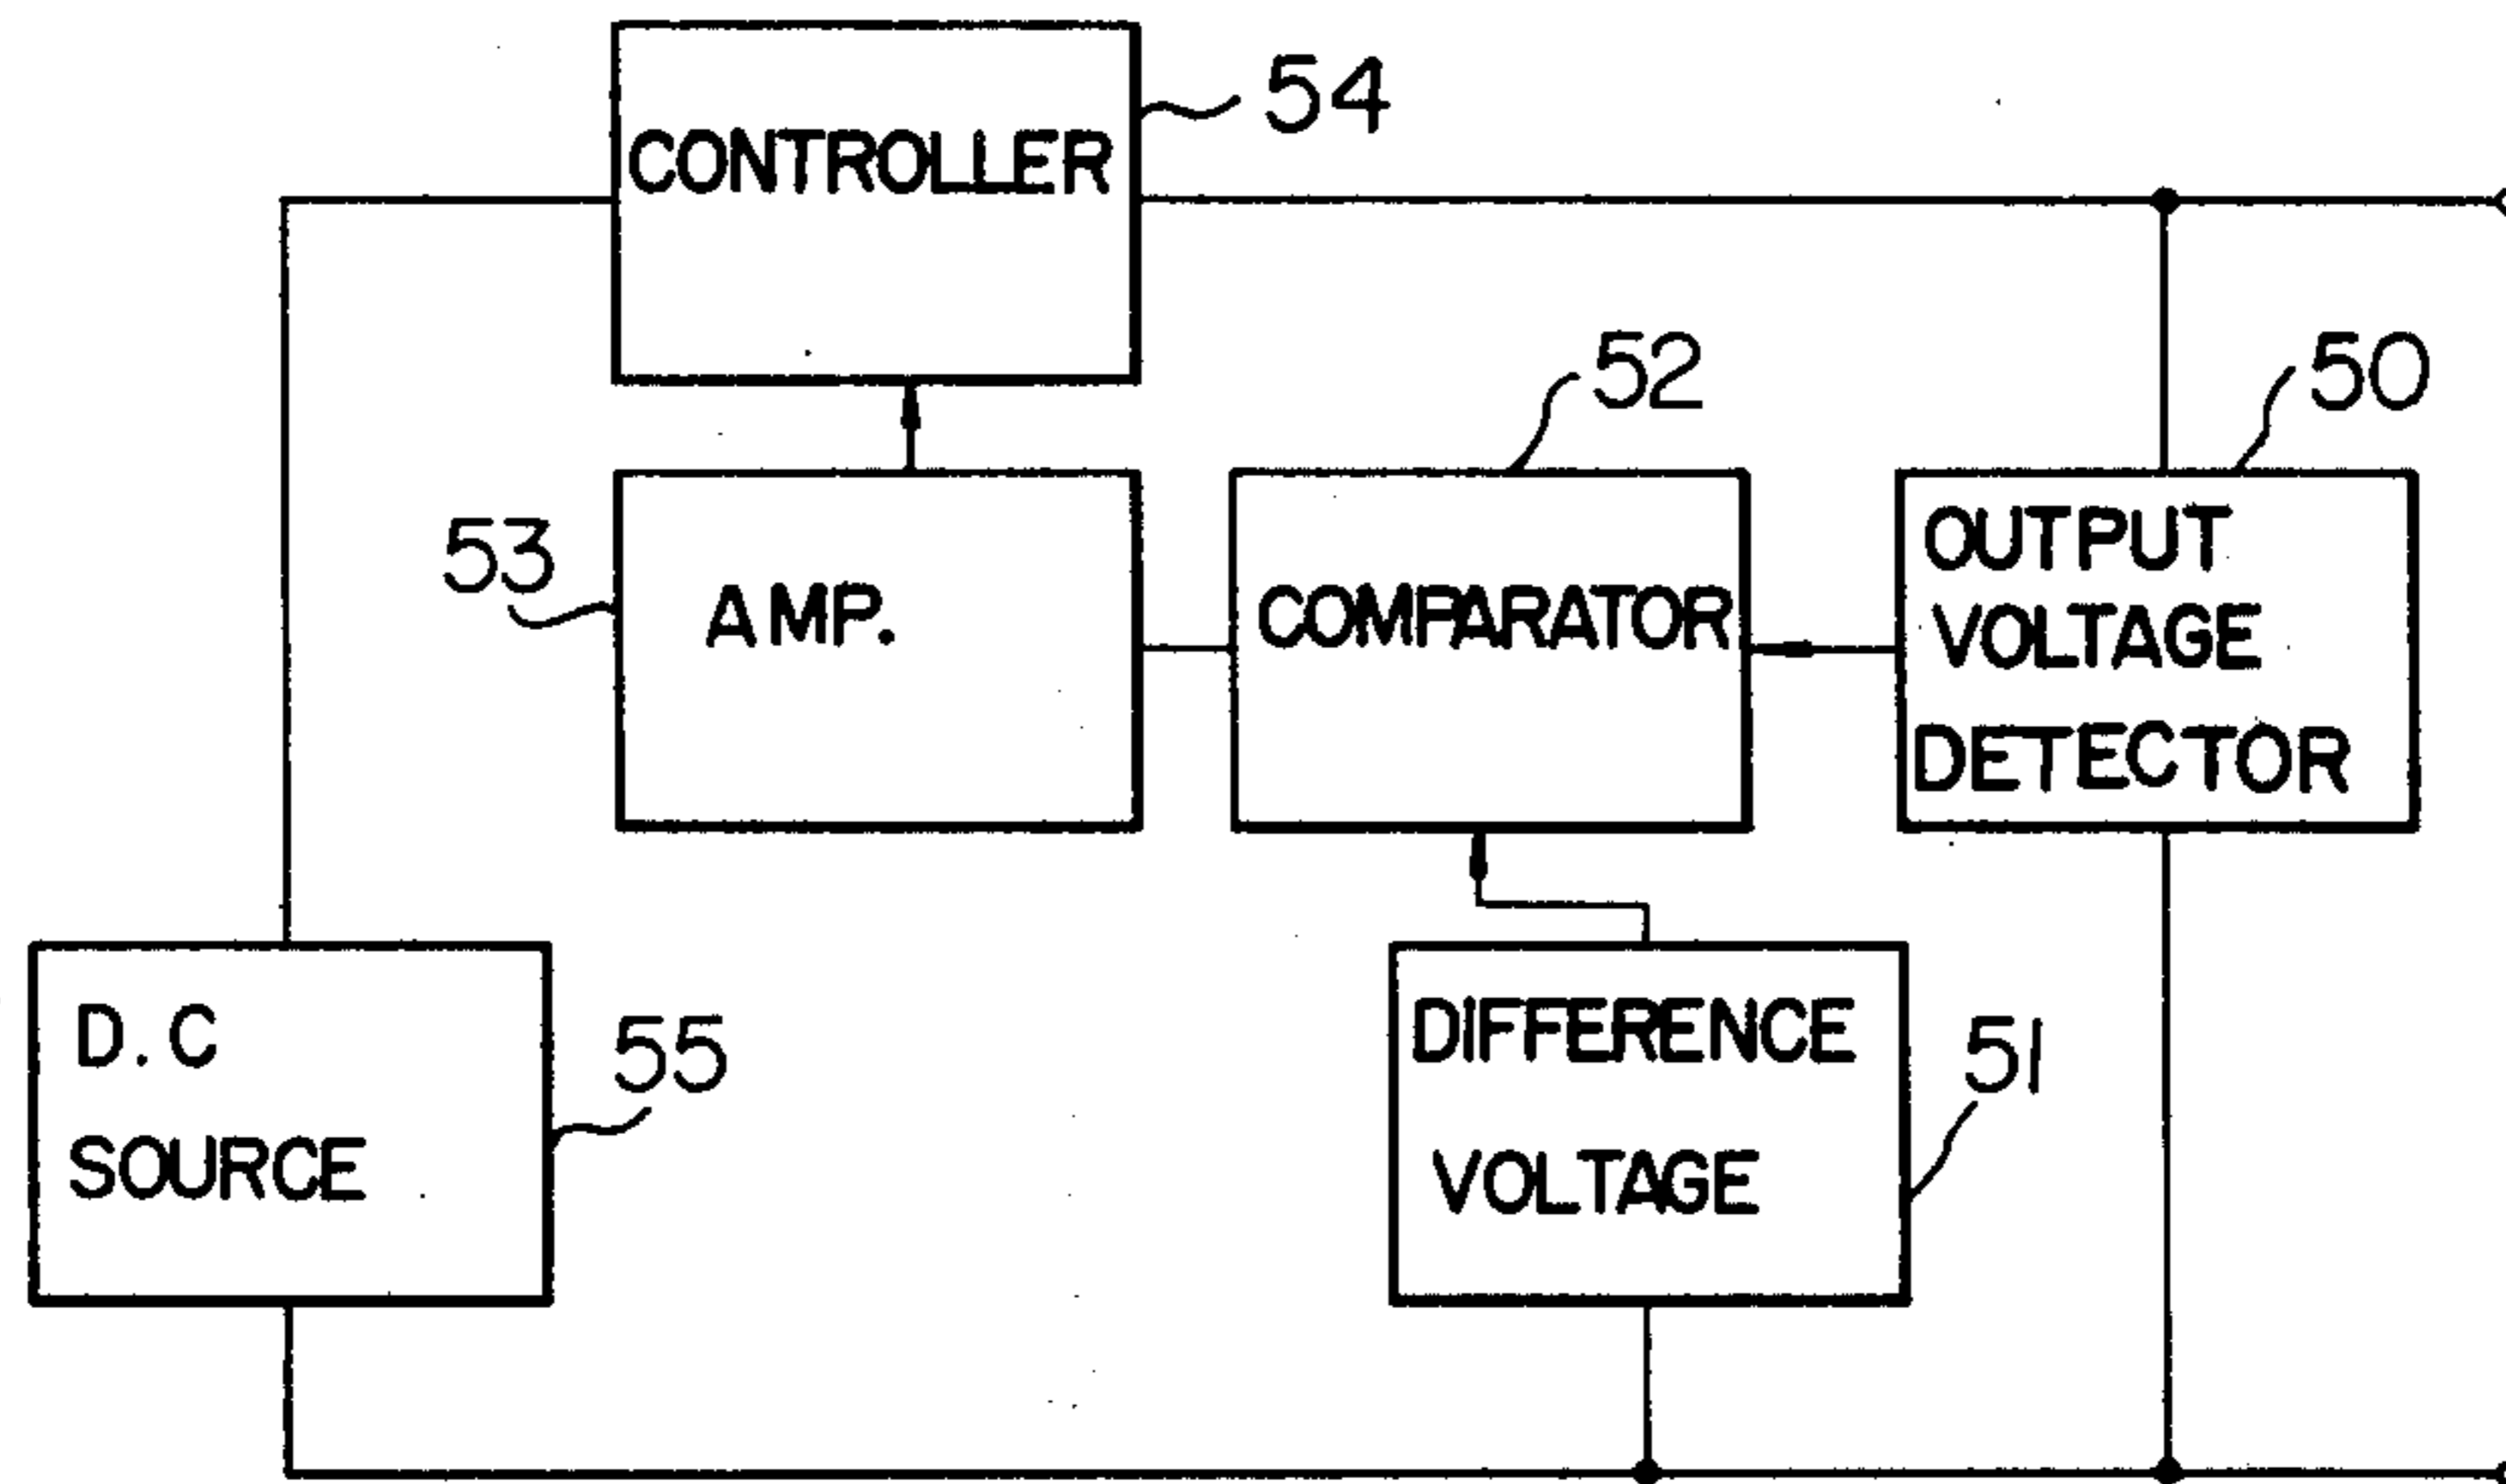 CONTROLLER
54
52
50
53
AMP.
COMPARATOR
OUTPUT
VOLTAGE
DETECTOR
D.C
SOURCE
55
DIFFERENCE
VOLTAGE
51